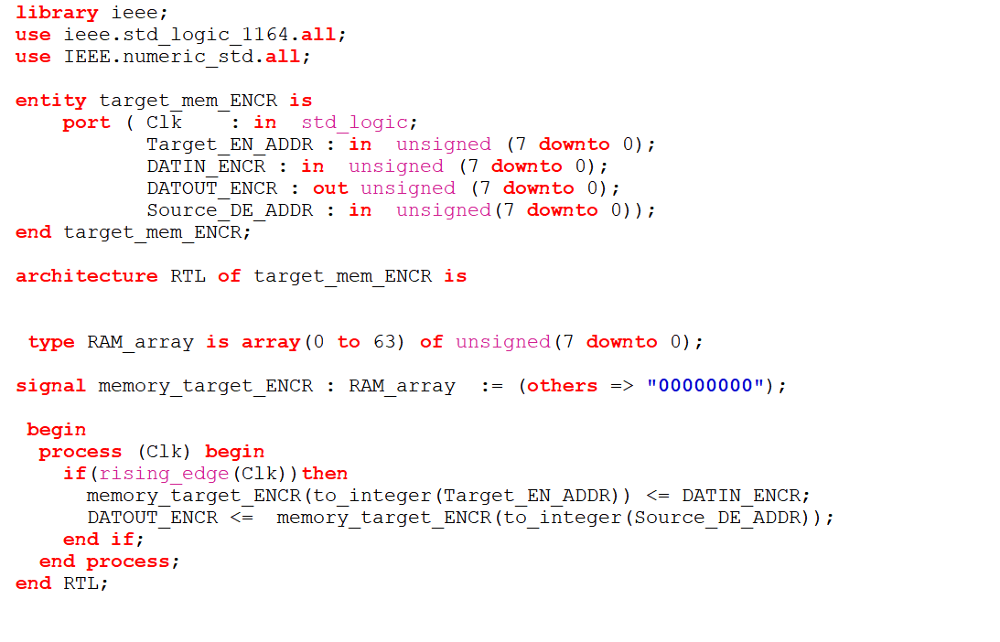 library ieee;
use ieee.std_logic_1164.all;
use IEEE.numeric_std.all;
entity target_mem_ENCR is
port ( Clk : in std_logic;
Target_EN_ADDR : in unsigned (7 downto 0);
DATIN_ENCR : in unsigned (7 downto 0);
DATOUT_ENCR : out unsigned (7 downto 0);
Source_DE_ADDR : in unsigned(7 downto 0));
end target_mem_ENCR;
architecture RTL of target_mem_ENCR is
type RAM_array is array(0 to 63) of unsigned(7 downto 0);
signal memory_target_ENCR : RAM_array := (others => "00000000");
begin
process (Clk) begin
if(rising_edge(Clk))then
memory_target_ENCR(to_integer(Target_EN_ADDR)) <= DATIN_ENCR;
DATOUT_ENCR <= memory_target_ENCR(to_integer(Source_DE_ADDR));
end if;
end process;
end RTL;